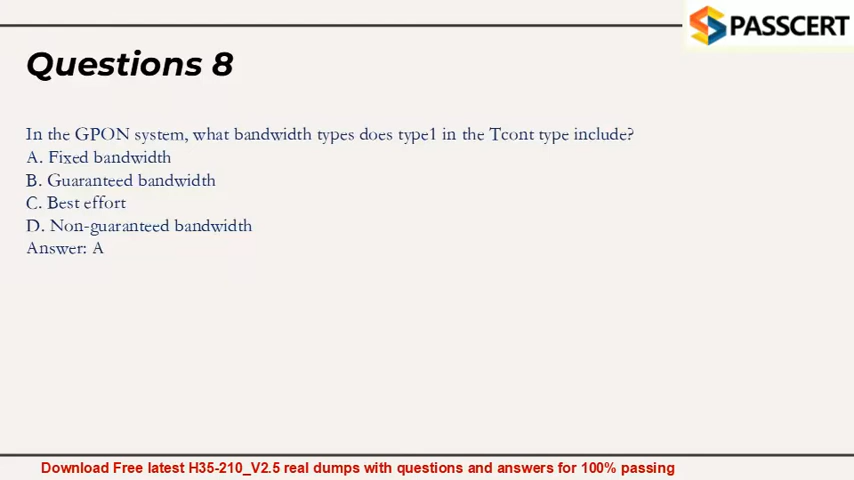 PASSCERT
Questions 8
In the GPON system, what bandwidth types does type1 in the Tcont type include?
A. Fixed bandwidth
B. Guaranteed bandwidth
C. Best effort
D. Non-guaranteed bandwidth
Answer: A
Download Free latest H35-210_V2.5 real dumps with questions and answers for 100% passing